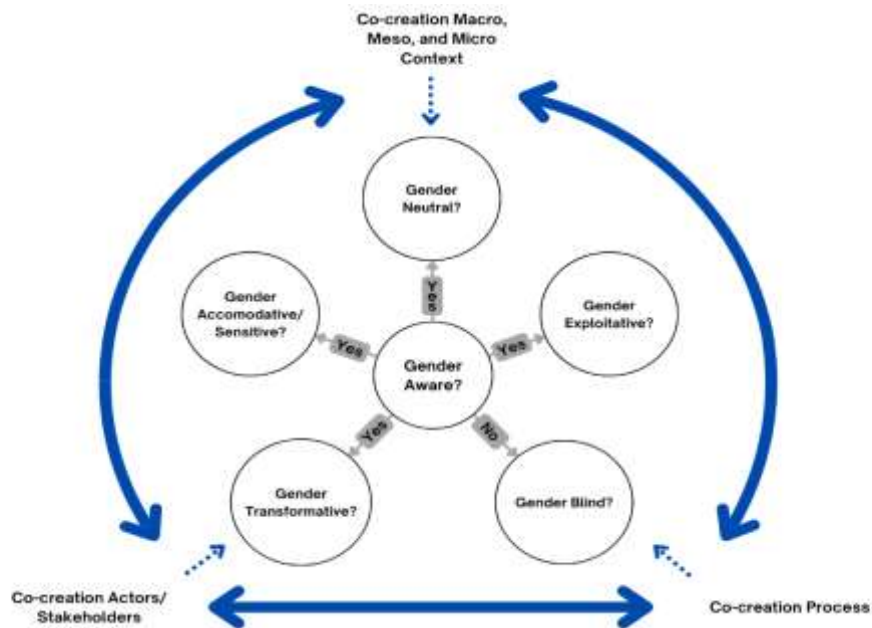 Co-creation Macro,
Meso, and Micro
Context
Gender
Neutral?
Yes
Gender
Accomodative/
Sensitive?
Yes
Gender
Exploitative?
Yes
Gender
Aware?
Yes
No
Gender
Transformative?
Gender Blind?
Co-creation Actors/
Stakeholders
Co-creation Process